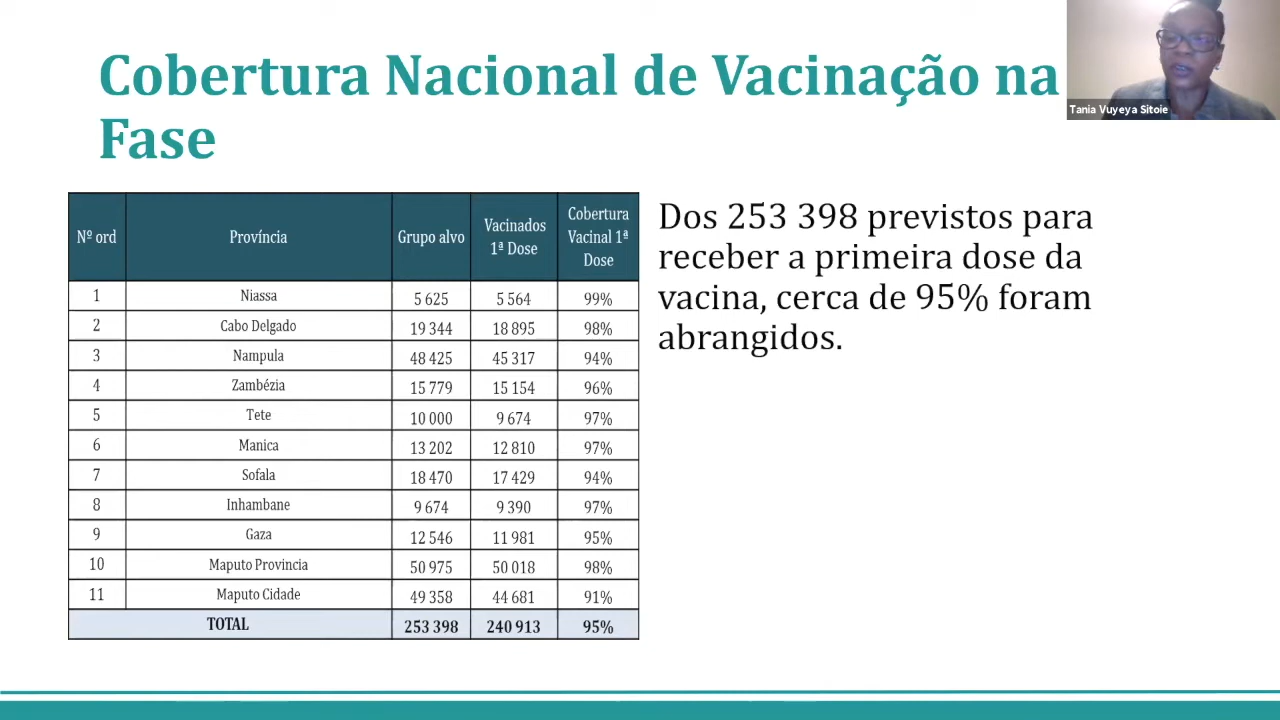 Cobertura Nacional de Vacinação na
Fase
Tania Vuyeya Sitoie
Nº ord Província Grupo alvo Vacinados 1ª Dose Cobertura Vacinal 1ª Dose
1 Niassa 5 625 5 564 99%
2 Cabo Delgado 19 344 18 895 98%
3 Nampula 48 425 45 317 94%
4 Zambézia 15 779 15 154 96%
5 Tete 10 000 9 674 97%
6 Manica 13 202 12 810 97%
7 Sofala 18 470 17 429 94%
8 Inhambane 9 674 9 390 97%
9 Gaza 12 546 11 981 95%
10 Maputo Provincia 50 975 50 018 98%
11 Maputo Cidade 49 358 44 681 91%
TOTAL 253 398 240 913 95%
Dos 253 398 previstos para
receber a primeira dose da
vacina, cerca de 95% foram
abrangidos.